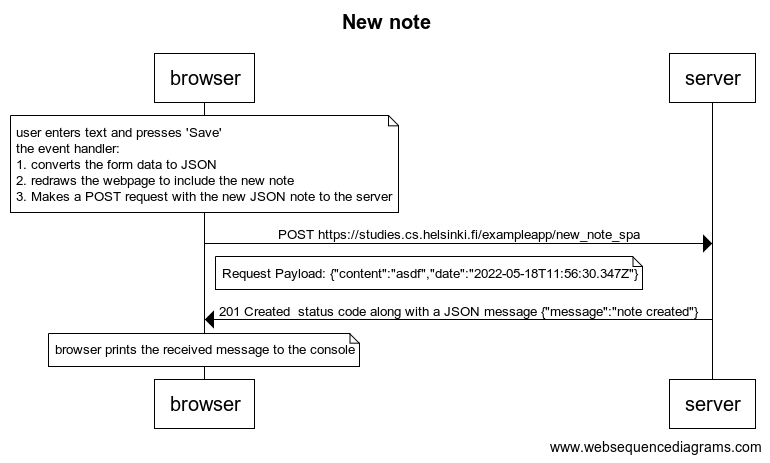 New note
browser
server
user enters text and presses 'Save'
the event handler:
1. converts the form data to JSON
2. redraws the webpage to include the new note
3. Makes a POST request with the new JSON note to the server
POST https://studies.cs.helsinki.fi/exampleapp/new_note_spa
Request Payload: {"content":"asdf","date":"2022-05-18T11:56:30.347Z"}
201 Created  status code along with a JSON message {"message":"note created"}
browser prints the received message to the console
browser
server
www.websequencediagrams.com